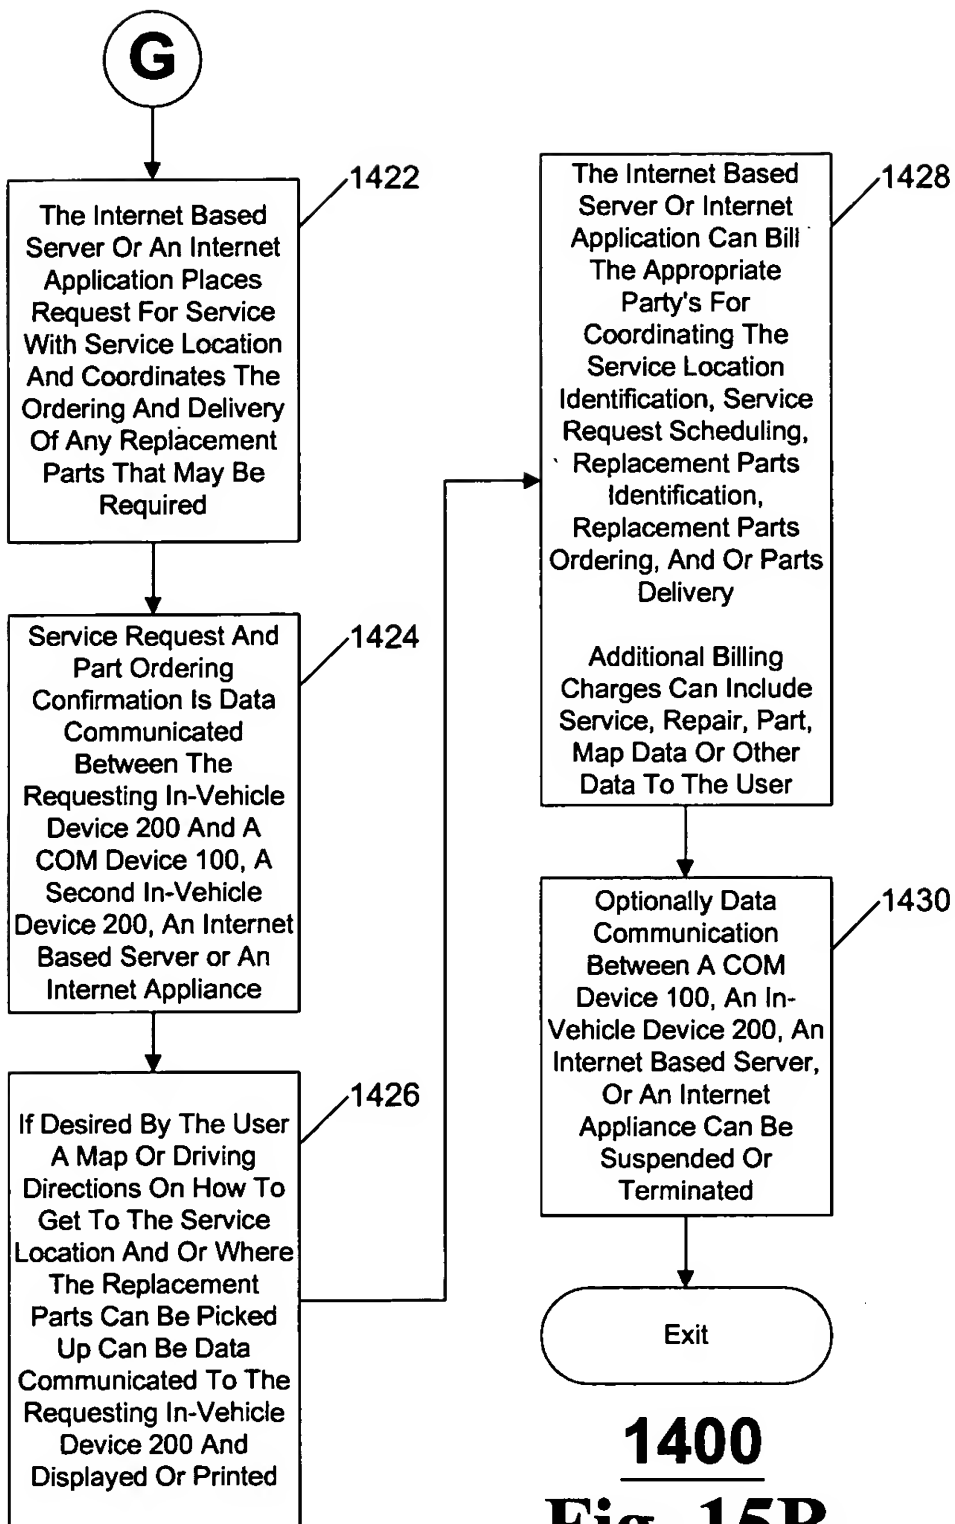 G
1422
The Internet Based
Server Or An Internet
Application Places
Request For Service
With Service Location
And Coordinates The
Ordering And Delivery
Of Any Replacement
Parts That May Be
Required
1424
Service Request And
Part Ordering
Confirmation Is Data
Communicated
Between The
Requesting In-Vehicle
Device 200 And A
COM Device 100, A
Second In-Vehicle
Device 200, An Internet
Based Server or An
Internet Appliance
1426
If Desired By The User
A Map Or Driving
Directions On How To
Get To The Service
Location And Or Where
The Replacement
Parts Can Be Picked
Up Can Be Data
Communicated To The
Requesting In-Vehicle
Device 200 And
Displayed Or Printed
1428
The Internet Based
Server Or Internet
Application Can Bill
The Appropriate
Party's For
Coordinating The
Service Location
Identification, Service
Request Scheduling,
Replacement Parts
Identification,
Replacement Parts
Ordering, And Or Parts
Delivery
Additional Billing
Charges Can Include
Service, Repair, Part,
Map Data Or Other
Data To The User
1430
Optionally Data
Communication
Between A COM
Device 100, An In-
Vehicle Device 200, An
Internet Based Server,
Or An Internet
Appliance Can Be
Suspended Or
Terminated
Exit
1400
Fig. 15B